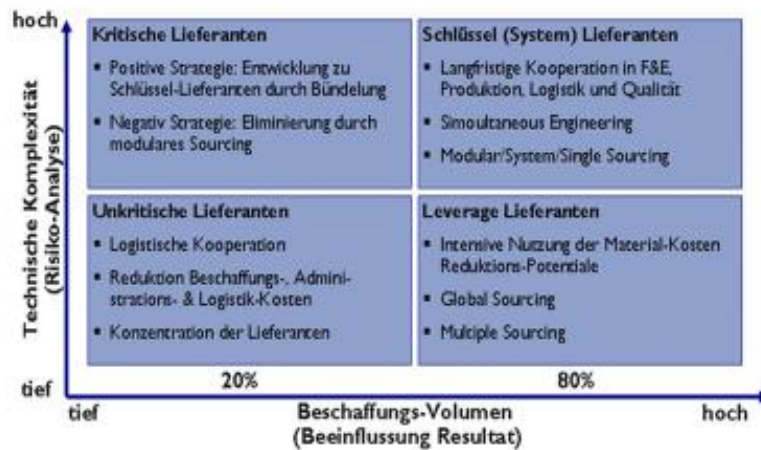 hoch
Technische Komplexität
(Risiko-Analyse)
tief
Kritische Lieferanten
▪ Positive Strategie: Entwicklung zu
Schlüssel-Lieferanten durch Bündelung
▪ Negativ Strategie: Eliminierung durch
modulares Sourcing
Schlüssel (System) Lieferanten
▪ Langfristige Kooperation in F&E,
Produktion, Logistik und Qualität
▪ Simoultaneous Engineering
▪ Modular/System/Single Sourcing
Unkritische Lieferanten
▪ Logistische Kooperation
▪ Reduktion Beschaffungs-, Admini-
strations- & Logistik-Kosten
▪ Konzentration der Lieferanten
Leverage Lieferanten
▪ Intensive Nutzung der Material-Kosten
Reduktions-Potentiale
▪ Global Sourcing
▪ Multiple Sourcing
20%
80%
tief
Beschaffungs-Volumen
(Beeinflussung Resultat)
hoch